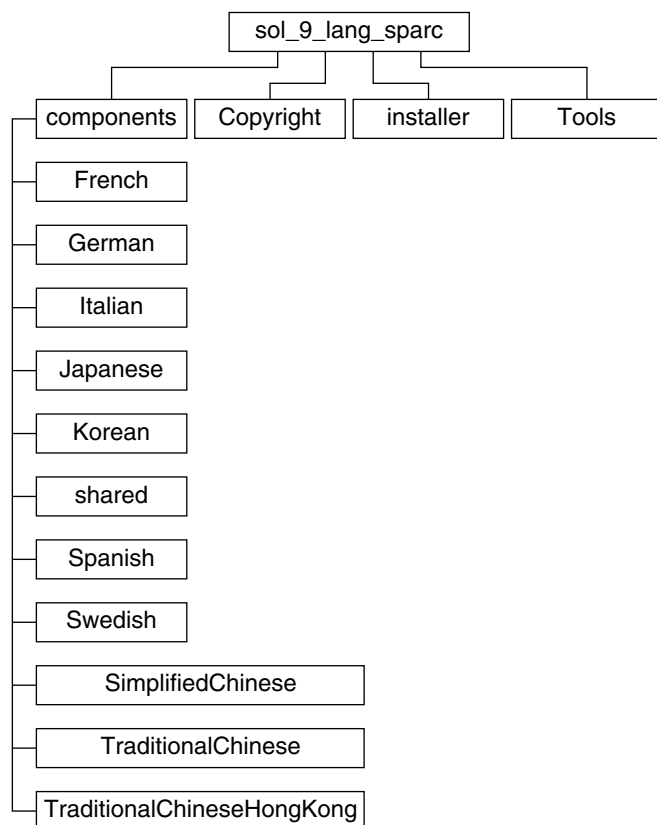 sol_9_lang_sparc
components
Copyright
installer
Tools
French
German
Italian
Japanese
Korean
shared
Spanish
Swedish
SimplifiedChinese
TraditionalChinese
TraditionalChineseHongKong